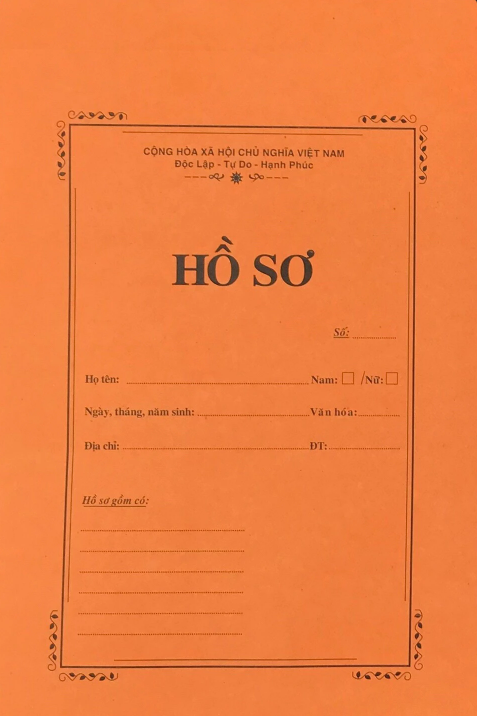 CỘNG HÒA XÃ HỘI CHỦ NGHĨA VIỆT NAM
Độc Lập - Tự Do - Hạnh Phúc
HỒ SƠ
Số: ..............
Họ tên: .................................................. Nam: □ /Nữ: □
Ngày, tháng, năm sinh: .............................. Văn hóa: .............
Địa chỉ: .................................................. ĐT: ...................
Hồ sơ gồm có: